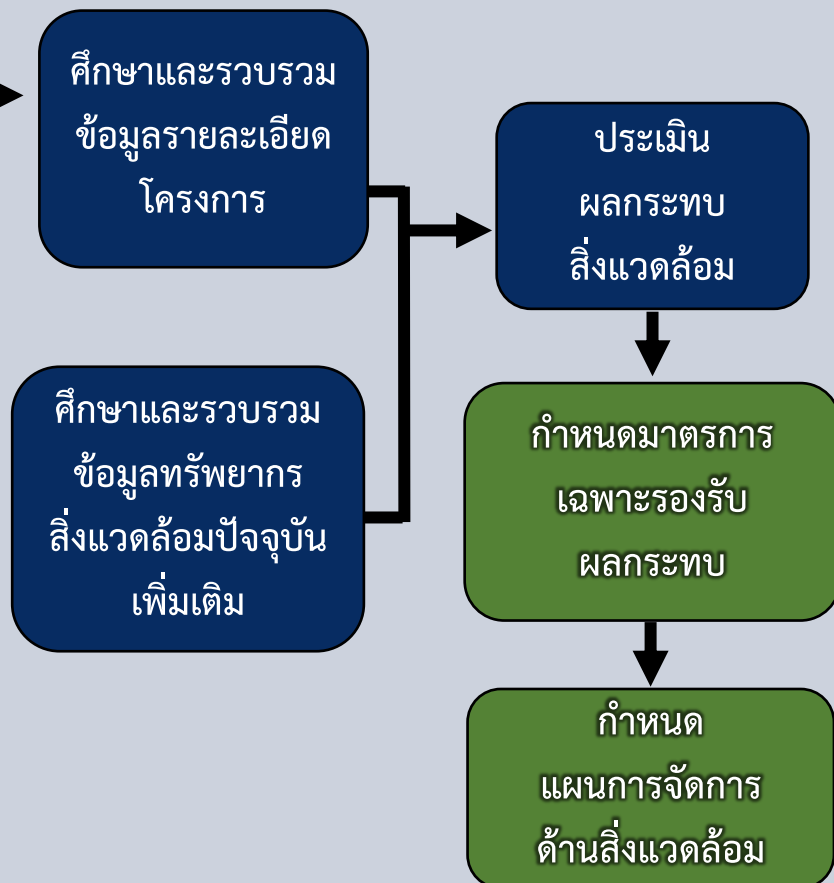 ศึกษาและรวบรวม
ข้อมูลรายละเอียด
โครงการ
ศึกษาและรวบรวม
ข้อมูลทรัพยากร
สิ่งแวดล้อมปัจจุบัน
เพิ่มเติม
ประเมิน
ผลกระทบ
สิ่งแวดล้อม
กำหนดมาตรการ
เฉพาะรองรับ
ผลกระทบ
กำหนด
แผนการจัดการ
ด้านสิ่งแวดล้อม